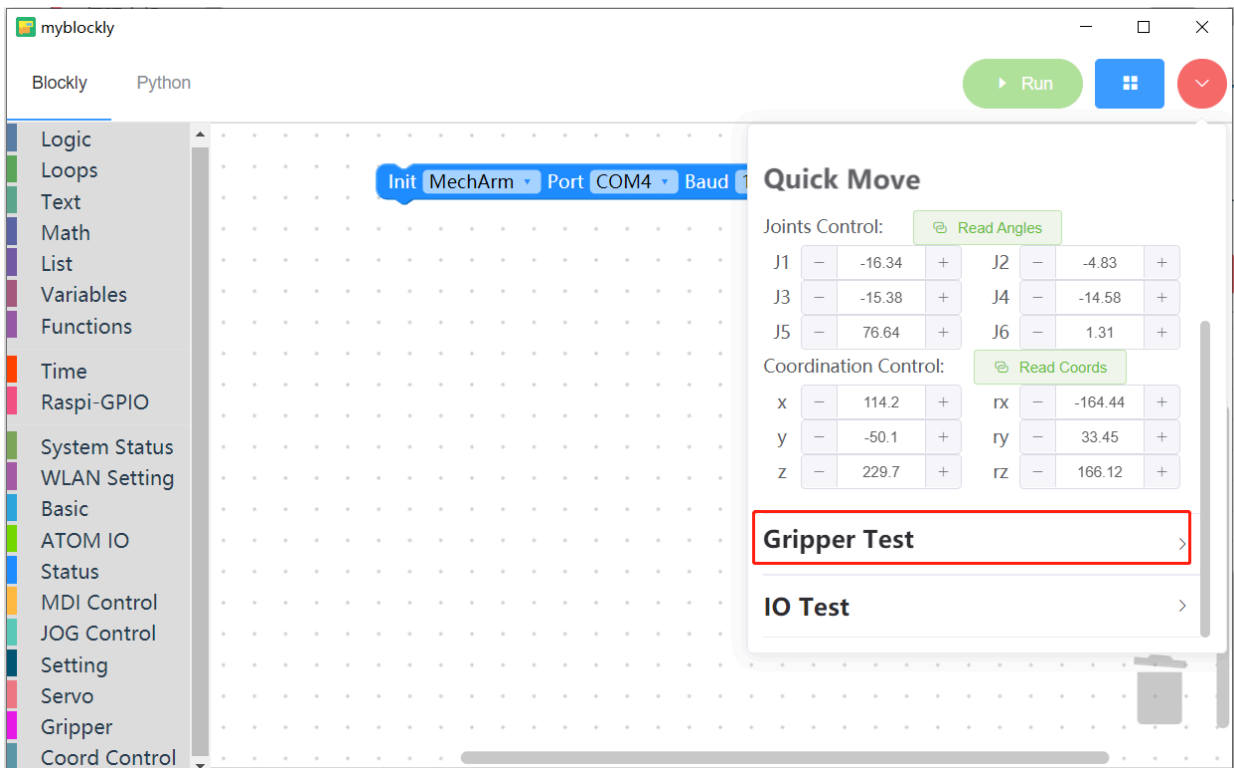 myblockly
Blockly Python
Run
Logic
Loops
Text
Math
List
Variables
Functions
Time
Raspi-GPIO
System Status
WLAN Setting
Basic
ATOM IO
Status
MDI Control
JOG Control
Setting
Servo
Gripper
Coord Control
Init MechArm Port COM4 Baud
Quick Move
Joints Control: Read Angles
J1 − -16.34 + J2 − -4.83 +
J3 − -15.38 + J4 − -14.58 +
J5 − 76.64 + J6 − 1.31 +
Coordination Control: Read Coords
x − 114.2 + rx − -164.44 +
y − -50.1 + ry − 33.45 +
z − 229.7 + rz − 166.12 +
Gripper Test
IO Test